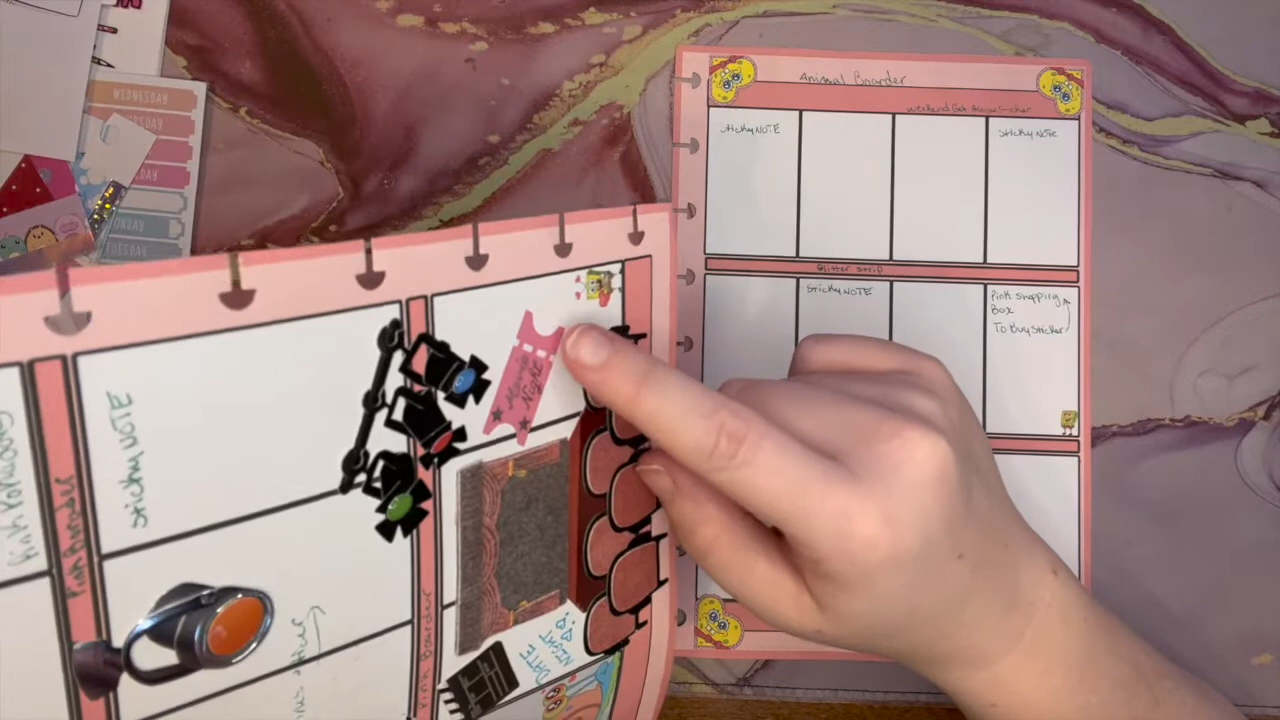 WEDNESDAY
MONDAY
TUESDAY
Animal Boarder
Weekend Get Away Sticker
Sticky NOTE
Sticky NOTE
Glitter Strip
Sticky NOTE
Pink Shopping
Box
To Buy Sticker
Sticky NOTE
Pink Boarder
Movie
Night
Pink Boarder
DATE
NIGHT